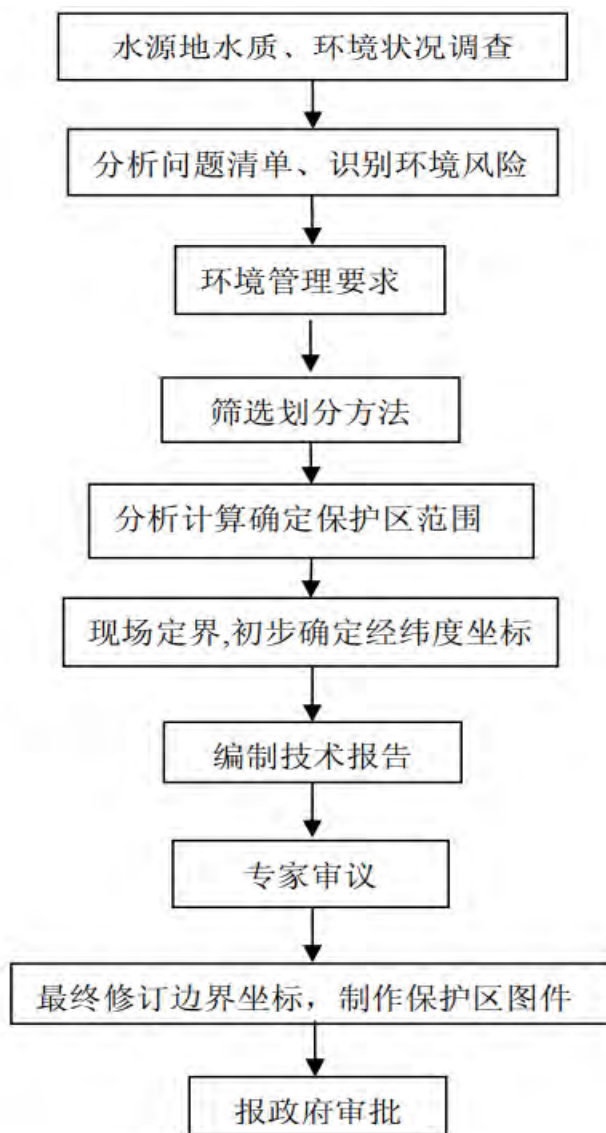 水源地水质、环境状况调查
分析问题清单、识别环境风险
环境管理要求
筛选划分方法
分析计算确定保护区范围
现场定界,初步确定经纬度坐标
编制技术报告
专家审议
最终修订边界坐标，制作保护区图件
报政府审批